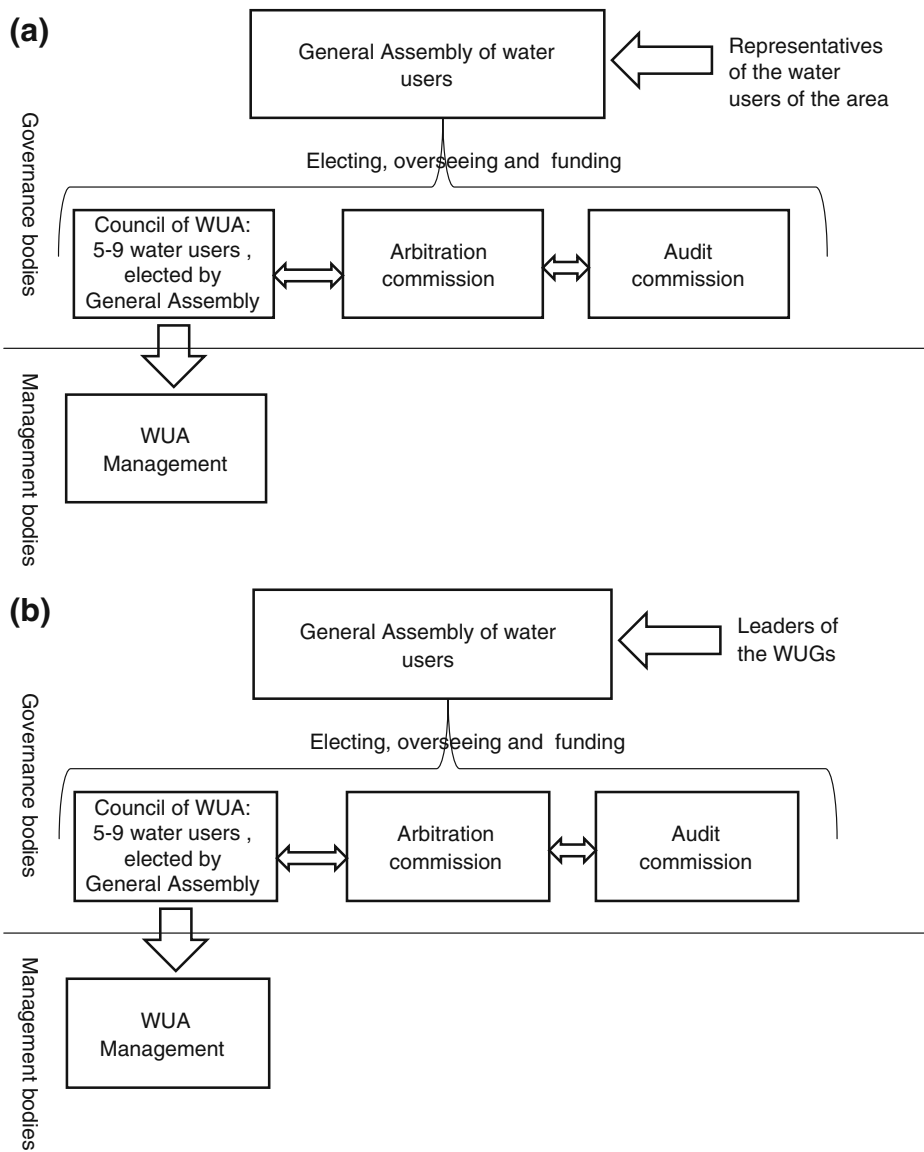 (a)
General Assembly of water
users
Representatives
of the water
users of the area
Governance bodies
Electing, overseeing and funding
Council of WUA:
5-9 water users ,
elected by
General Assembly
Arbitration
commission
Audit
commission
Management bodies
WUA
Management
(b)
General Assembly of water
users
Leaders of
the WUGs
Governance bodies
Electing, overseeing and funding
Council of WUA:
5-9 water users ,
elected by
General Assembly
Arbitration
commission
Audit
commission
Management bodies
WUA
Management